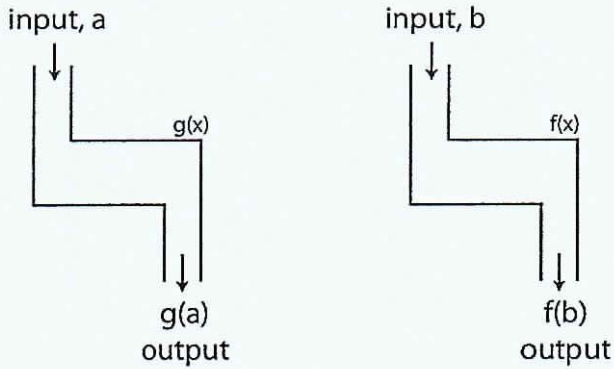 input, a
g(x)
g(a)
output
input, b
f(x)
f(b)
output